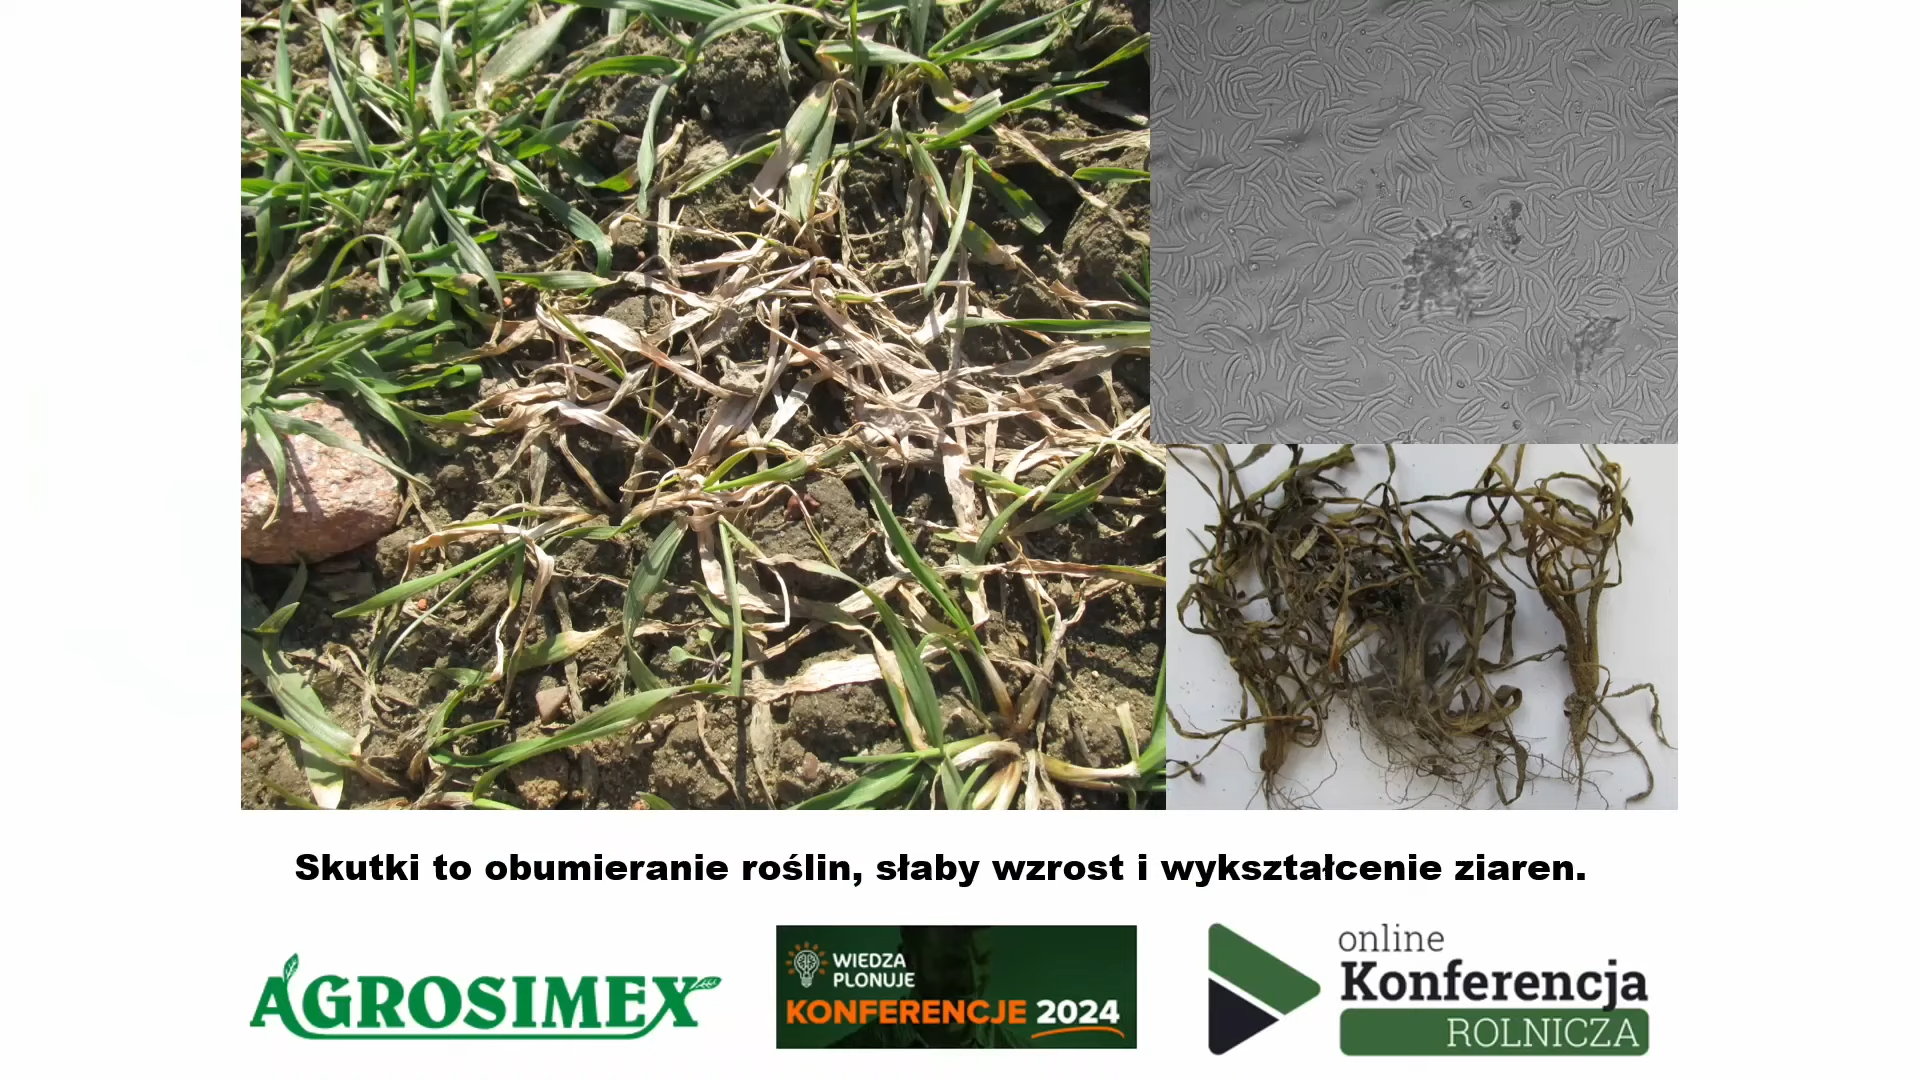 Skutki to obumieranie roślin, słaby wzrost i wykształcenie ziaren.
AGROSIMEX
WIEDZA
PLONUJE
KONFERENCJE 2024
online
Konferencja
ROLNICZA